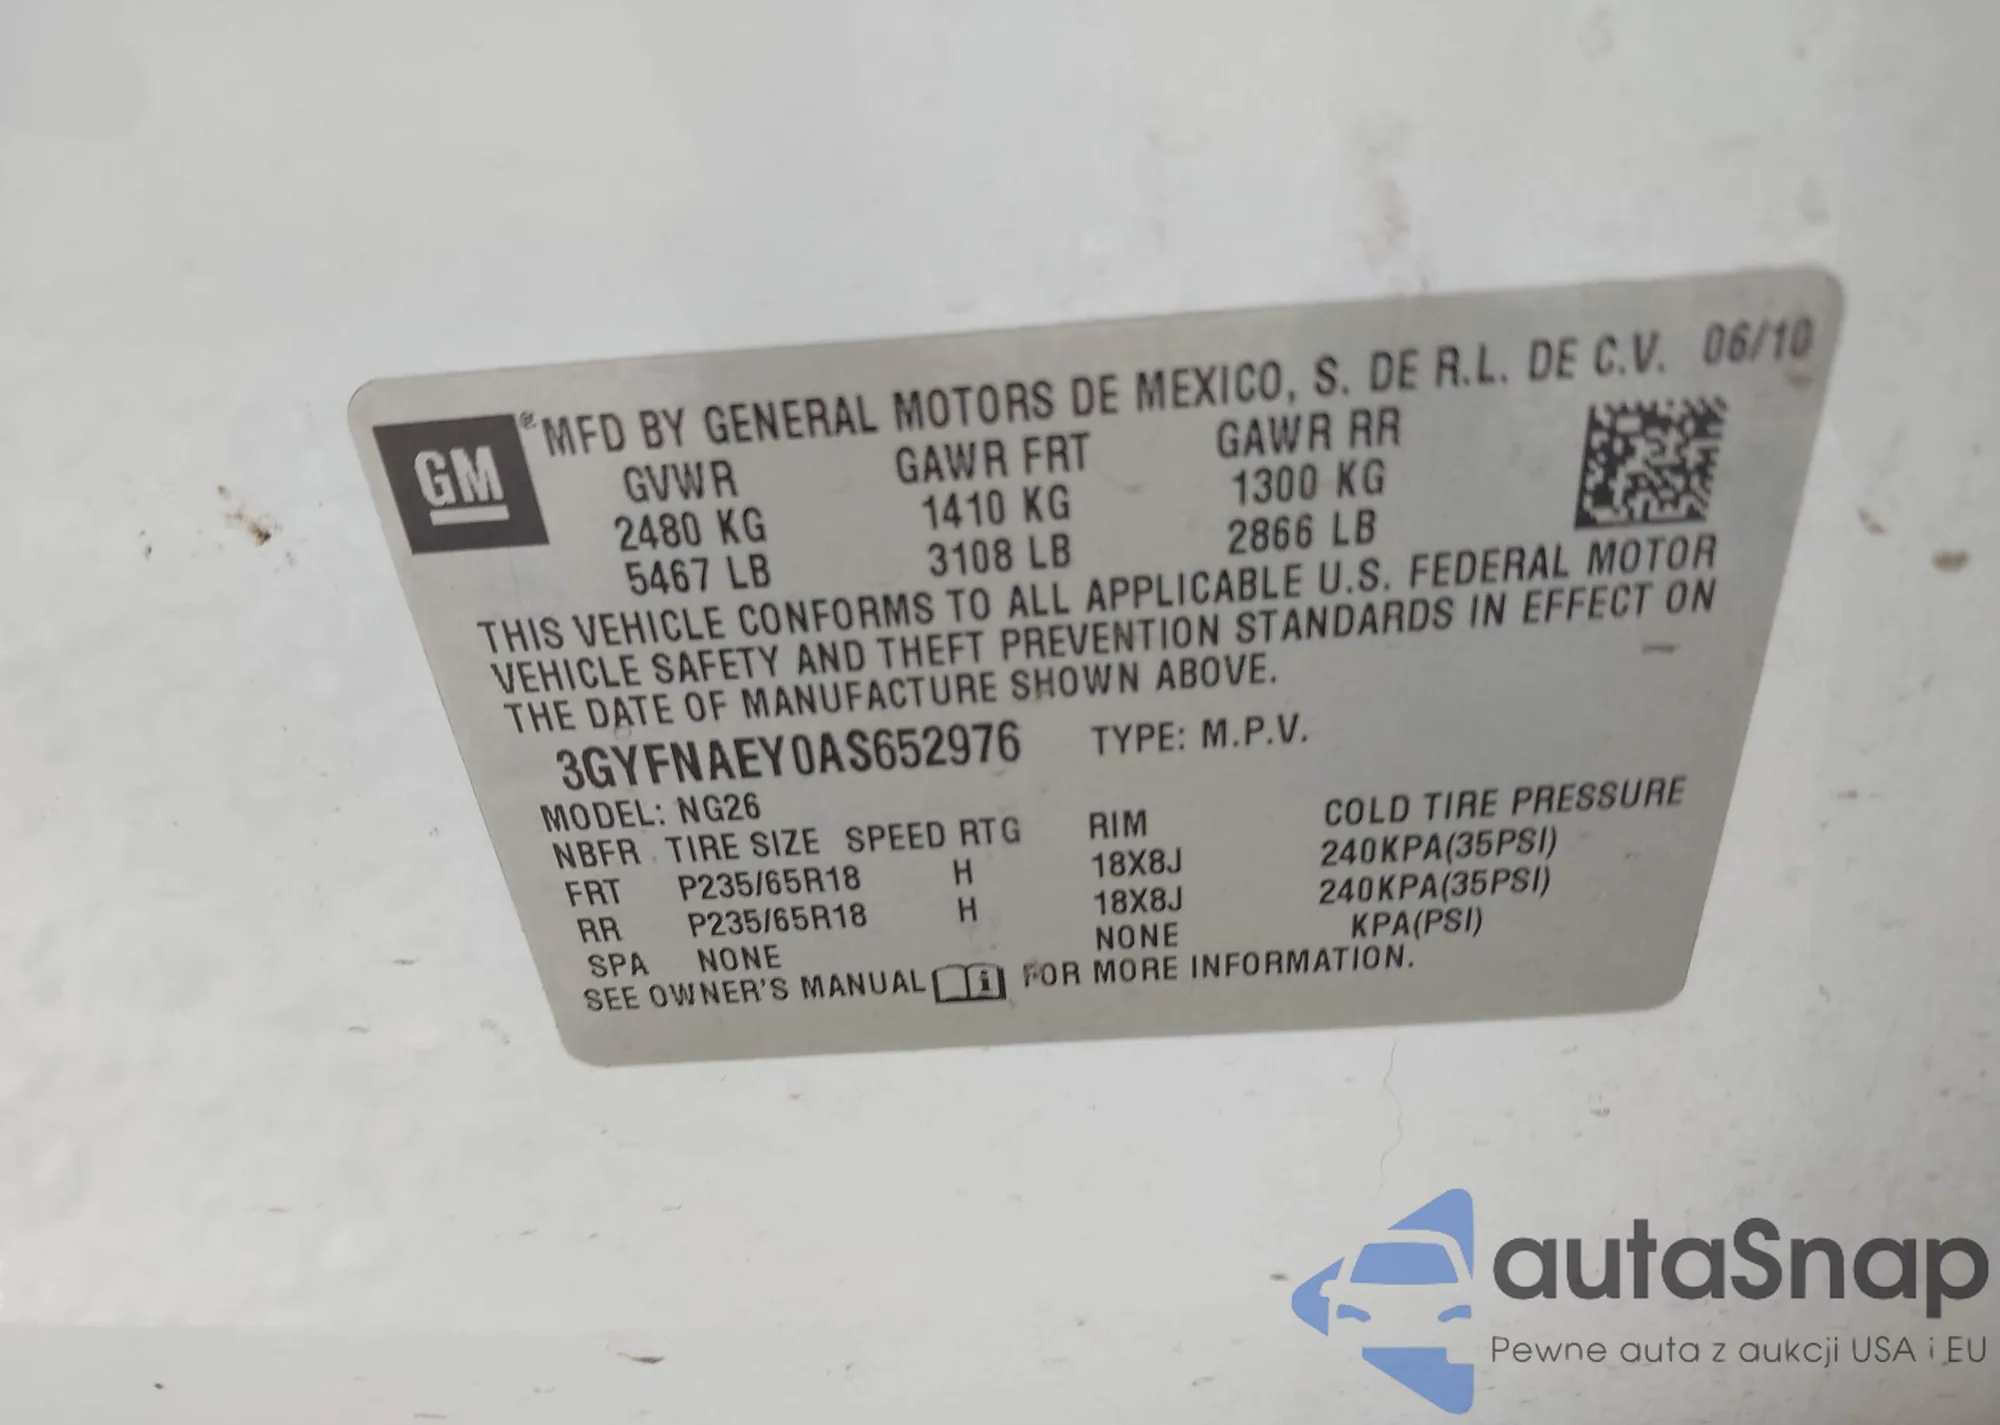 GM® MFD BY GENERAL MOTORS DE MEXICO, S. DE R.L. DE C.V. 06/10
GVWR GAWR FRT GAWR RR
2480 KG 1410 KG 1300 KG
5467 LB 3108 LB 2866 LB
THIS VEHICLE CONFORMS TO ALL APPLICABLE U.S. FEDERAL MOTOR
VEHICLE SAFETY AND THEFT PREVENTION STANDARDS IN EFFECT ON
THE DATE OF MANUFACTURE SHOWN ABOVE.
3GYFNAEY0AS652976 TYPE: M.P.V.
MODEL: NG26
NBFR TIRE SIZE SPEED RTG RIM COLD TIRE PRESSURE
FRT P235/65R18 H 18X8J 240KPA(35PSI)
RR P235/65R18 H 18X8J 240KPA(35PSI)
SPA NONE NONE KPA(PSI)
SEE OWNER'S MANUAL FOR MORE INFORMATION.
autaSnap
Pewne auta z aukcji USA i EU